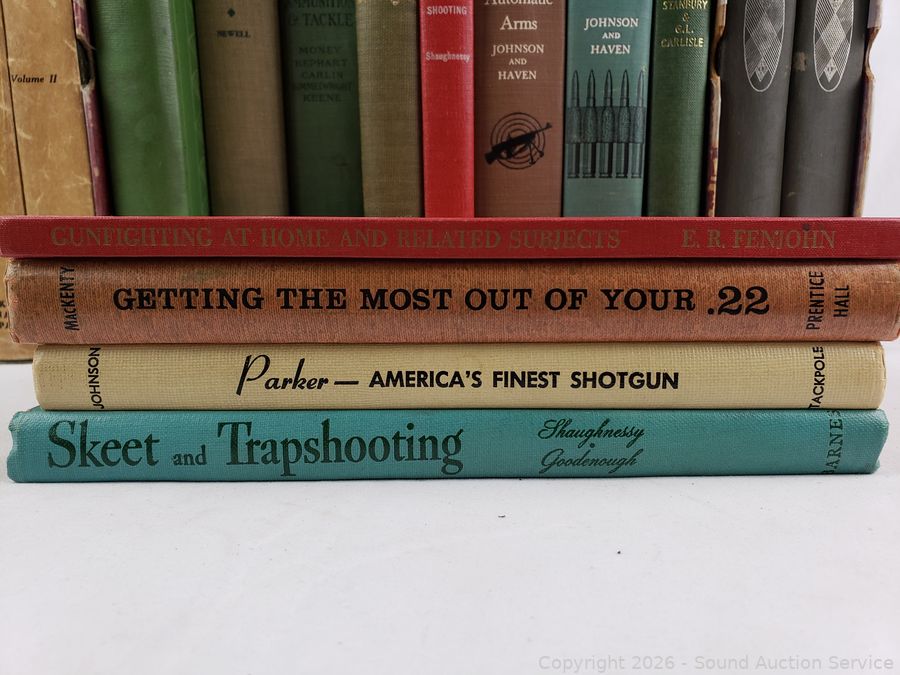 Volume II
NEWELL
AMMUNITION
& TACKLE
MONEY
KEPHART
CARLIN
KEENE
SHOOTING
Shaughnessy
Automatic
Arms
JOHNSON
AND
HAVEN
JOHNSON
AND
HAVEN
STANBURY
&
G.L.
CARLISLE
GUNFIGHTING AT HOME AND RELATED SUBJECTS E. R. FENJOHN
MACKENTY GETTING THE MOST OUT OF YOUR .22 PRENTICE HALL
JOHNSON Parker — AMERICA'S FINEST SHOTGUN STACKPOLE
Skeet and Trapshooting Shaughnessy • Goodenough BARNES
Copyright 2026 - Sound Auction Service